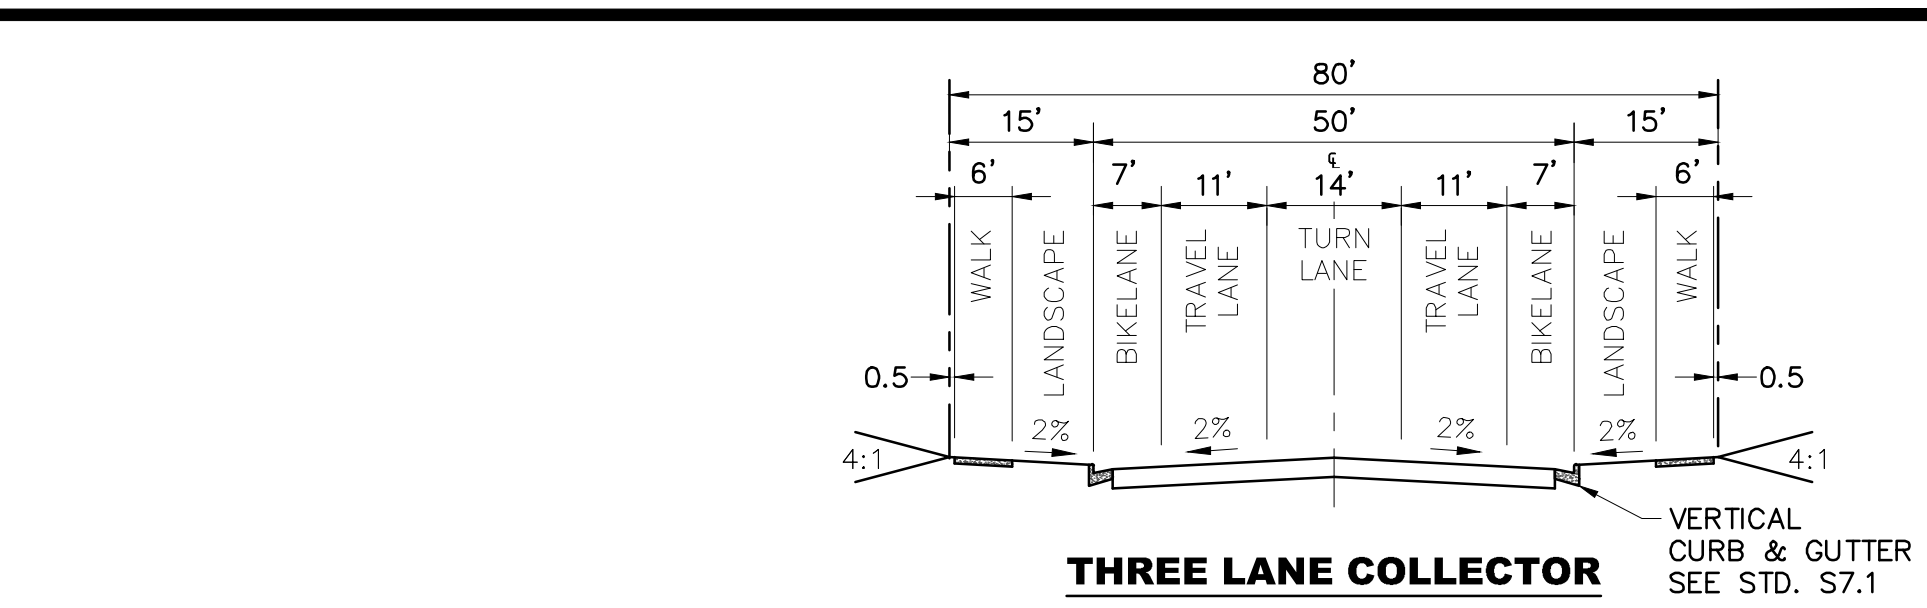 80'
15' 50' 15'
℄
6' 7' 11' 14' 11' 7' 6'
WALK
LANDSCAPE
BIKELANE
TRAVEL
LANE
TURN
LANE
TRAVEL
LANE
BIKELANE
LANDSCAPE
WALK
0.5 0.5
2% 2% 2% 2%
4:1 4:1
VERTICAL
CURB & GUTTER
SEE STD. S7.1
THREE LANE COLLECTOR